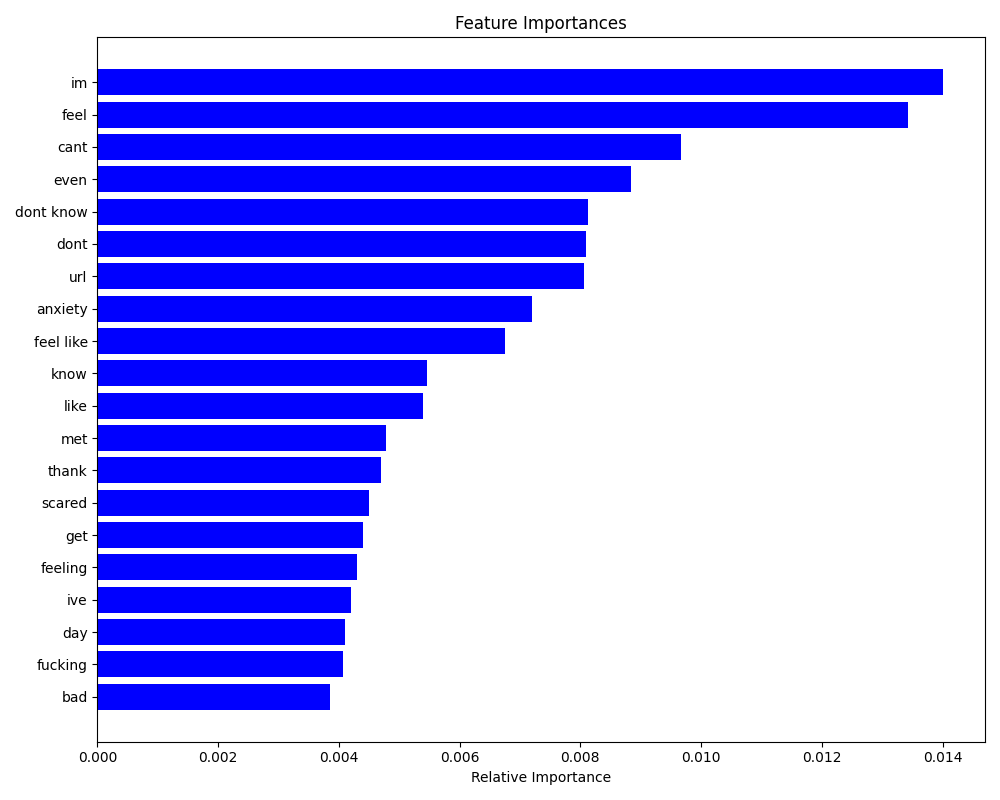 Feature Importances
im
feel
cant
even
dont know
dont
url
anxiety
feel like
know
like
met
thank
scared
get
feeling
ive
day
fucking
bad
0.000 0.002 0.004 0.006 0.008 0.010 0.012 0.014
Relative Importance